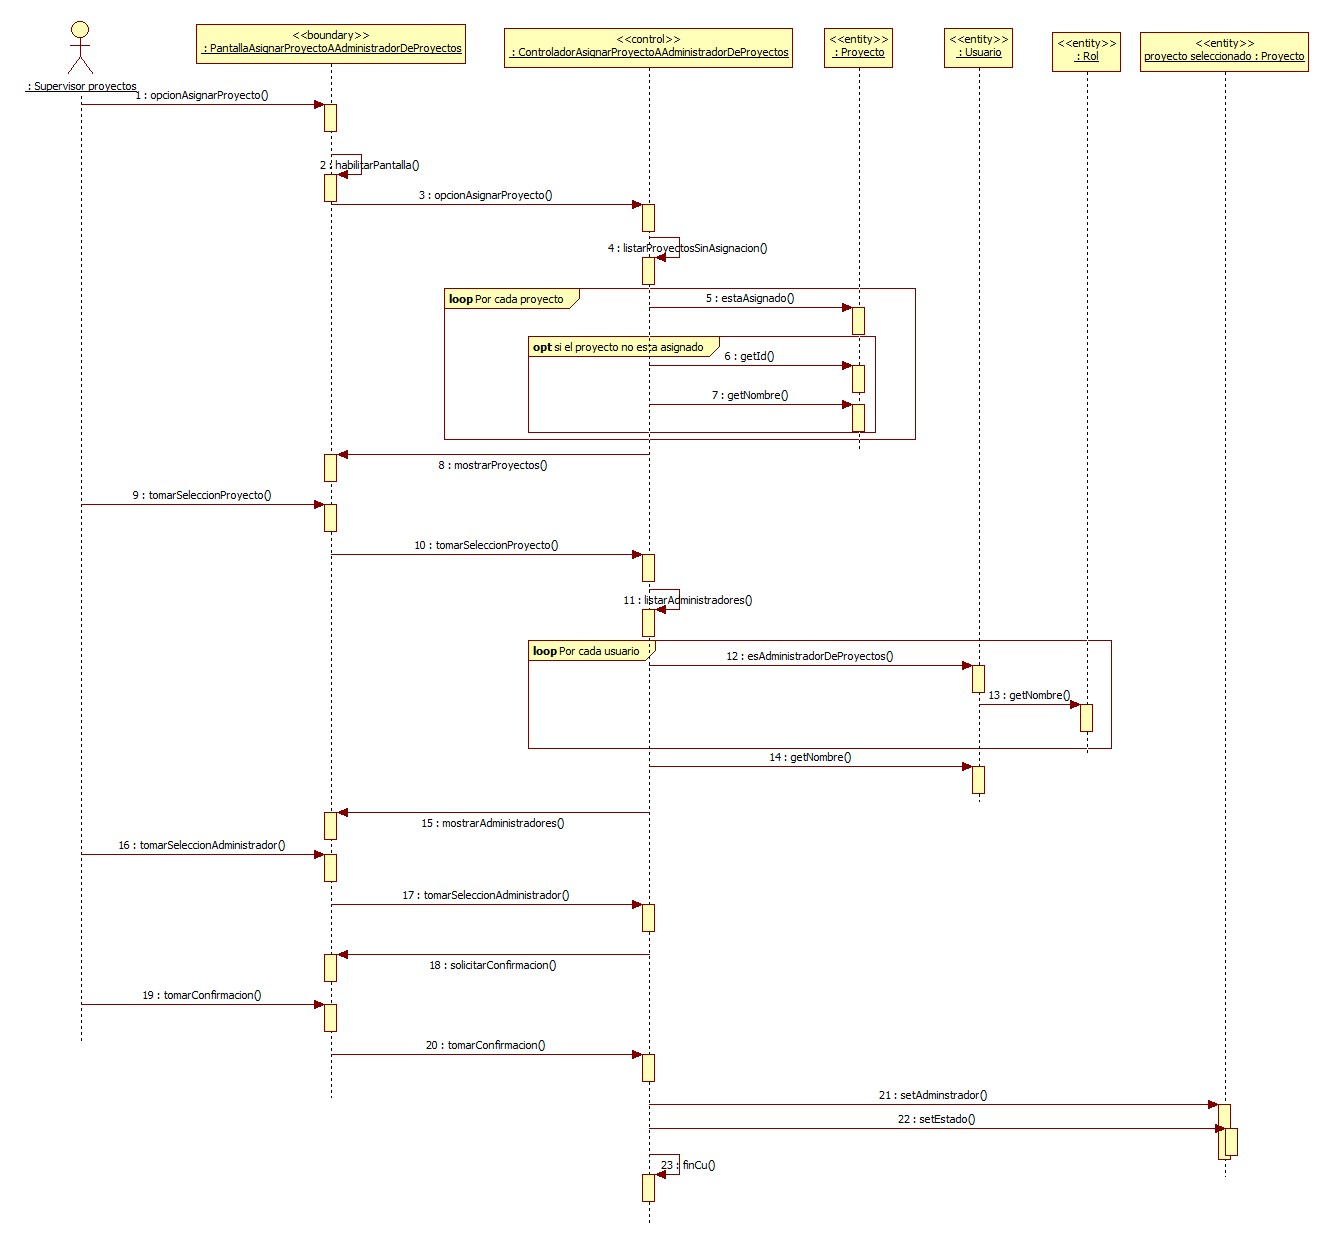 <<boundary>>
: PantallaAsignarProyectoAAdministradorDeProyectos
<<control>>
: ControladorAsignarProyectoAAdministradorDeProyectos
<<entity>>
: Proyecto
<<entity>>
: Usuario
<<entity>>
: Rol
<<entity>>
proyecto seleccionado : Proyecto
: Supervisor proyectos
1 : opcionAsignarProyecto()
2 : habilitarPantalla()
3 : opcionAsignarProyecto()
4 : listarProyectosSinAsignacion()
loop Por cada proyecto
5 : estaAsignado()
opt si el proyecto no esta asignado
6 : getId()
7 : getNombre()
8 : mostrarProyectos()
9 : tomarSeleccionProyecto()
10 : tomarSeleccionProyecto()
11 : listarAdministradores()
loop Por cada usuario
12 : esAdministradorDeProyectos()
13 : getNombre()
14 : getNombre()
15 : mostrarAdministradores()
16 : tomarSeleccionAdministrador()
17 : tomarSeleccionAdministrador()
18 : solicitarConfirmacion()
19 : tomarConfirmacion()
20 : tomarConfirmacion()
21 : setAdminstrador()
22 : setEstado()
23 : finCu()